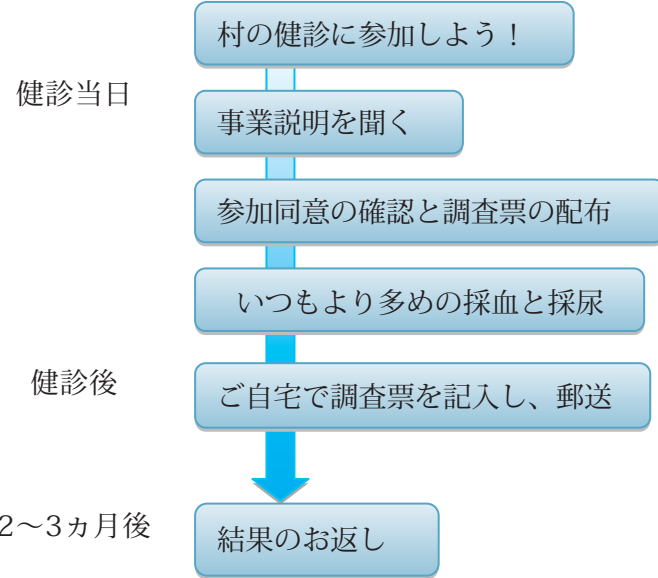 村の健診に参加しよう！
健診当日
事業説明を聞く
参加同意の確認と調査票の配布
いつもより多めの採血と採尿
健診後
ご自宅で調査票を記入し、郵送
2～3ヵ月後
結果のお返し